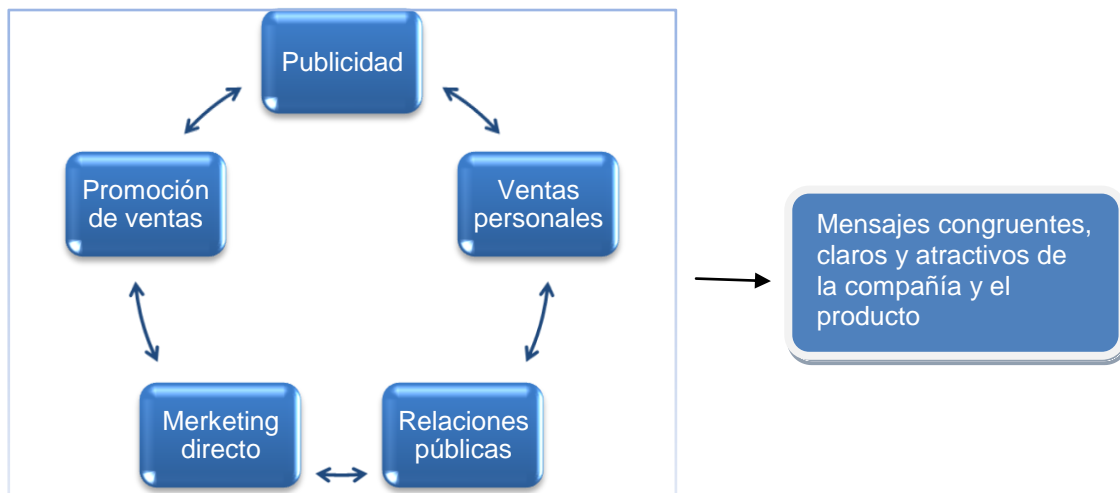 Publicidad
Promoción
de ventas
Ventas
personales
Merketing
directo
Relaciones
públicas
Mensajes congruentes,
claros y atractivos de
la compañía y el
producto